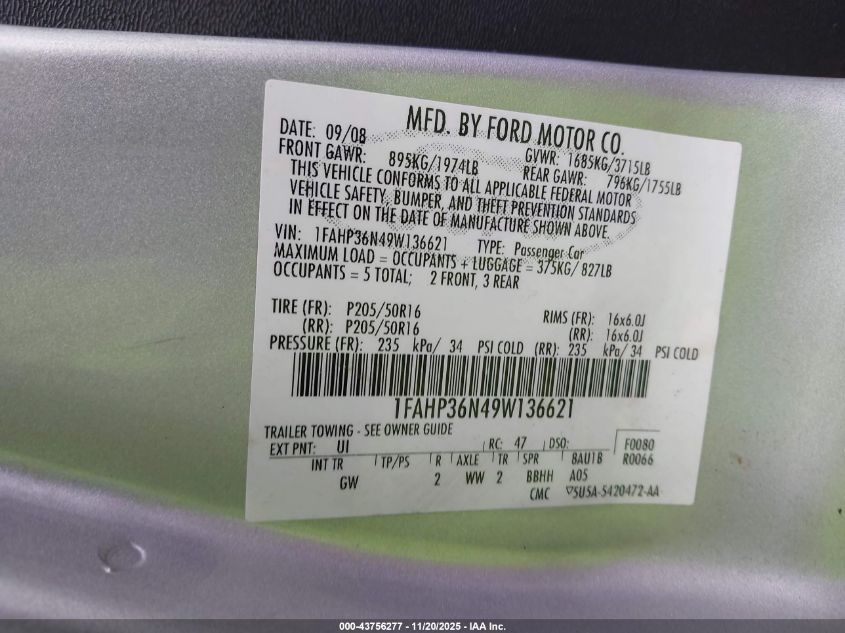 MFD. BY FORD MOTOR CO.
DATE: 09/08 GVWR: 1685KG/3715LB
FRONT GAWR: 895KG/1974LB REAR GAWR: 796KG/1755LB
THIS VEHICLE CONFORMS TO ALL APPLICABLE FEDERAL MOTOR
VEHICLE SAFETY, BUMPER, AND THEFT PREVENTION STANDARDS
IN EFFECT ON THE DATE OF MANUFACTURE SHOWN ABOVE.
VIN: 1FAHP36N49W136621 TYPE: Passenger Car
MAXIMUM LOAD = OCCUPANTS + LUGGAGE = 375KG/ 827LB
OCCUPANTS = 5 TOTAL; 2 FRONT, 3 REAR
TIRE (FR): P205/50R16 RIMS (FR): 16x6.0J
(RR): P205/50R16 (RR): 16x6.0J
PRESSURE (FR): 235 kPa/ 34 PSI COLD (RR): 235 kPa/ 34 PSI COLD
1FAHP36N49W136621
TRAILER TOWING - SEE OWNER GUIDE
EXT PNT: UI RC: 47 DSO: F0080
INT TR TP/PS R AXLE TR SPR 8AU1B R0066
GW 2 WW 2 BBHH A05
CMC ▽5U5A-5420472-AA
000-43756277 - 11/20/2025 - IAA Inc.